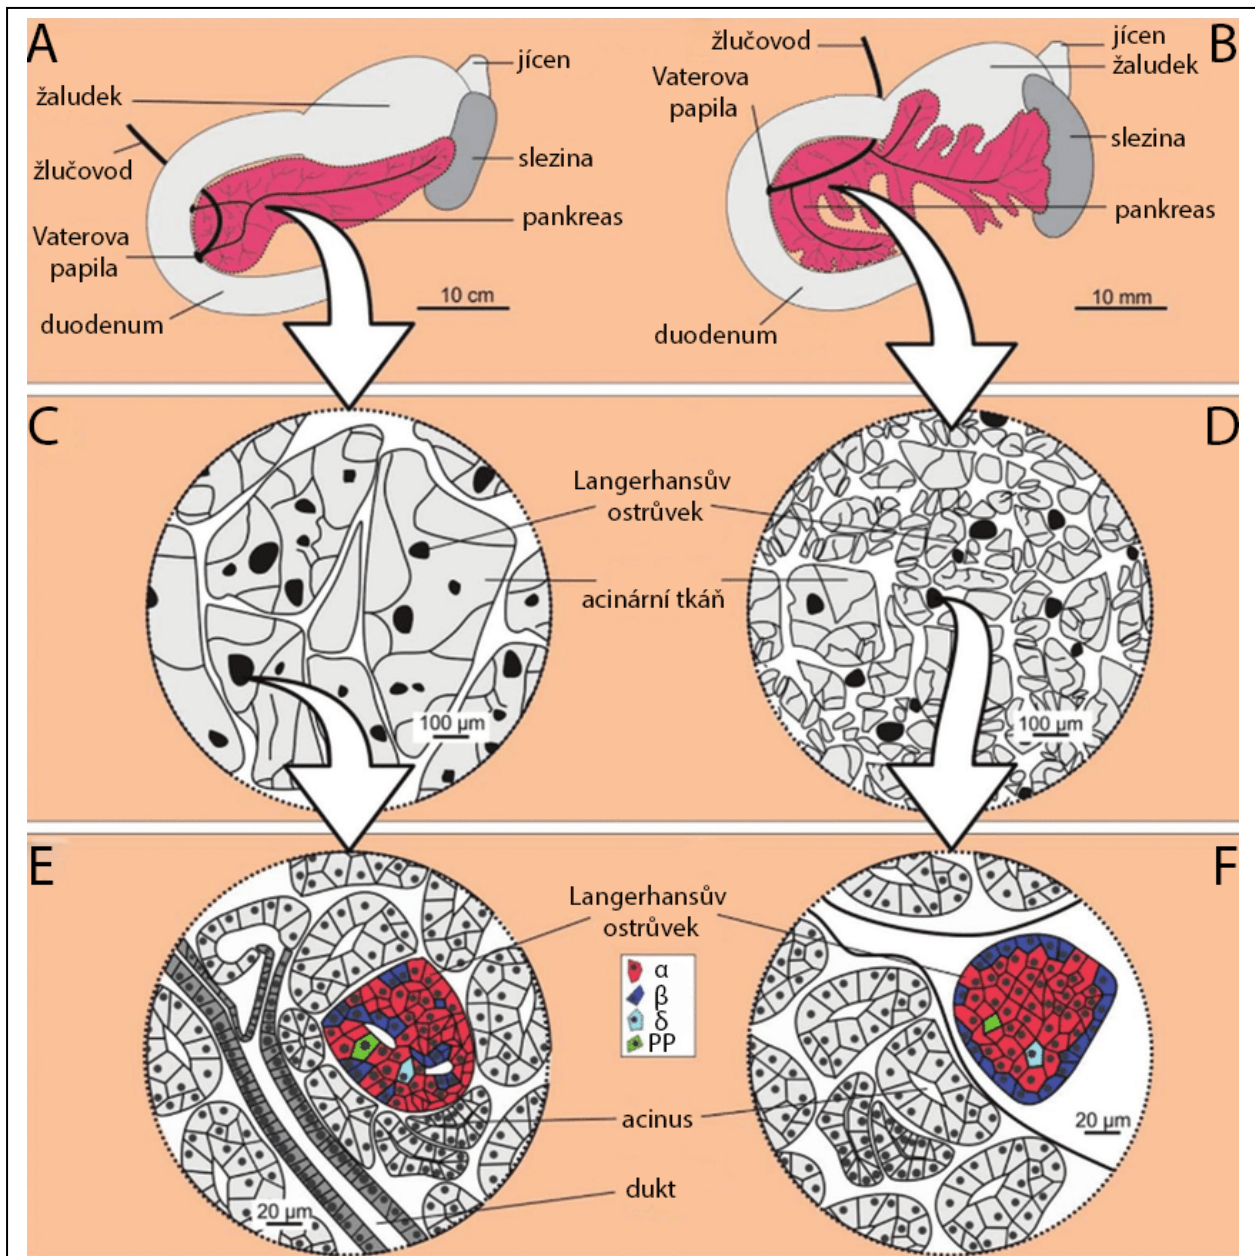 A
žaludek
jícen
žlučovod
slezina
Vaterova
papila
pankreas
duodenum
10 cm
B
žlučovod
jícen
žaludek
Vaterova
papila
slezina
pankreas
duodenum
10 mm
C
D
Langerhansův
ostrůvek
acinární tkáň
100 µm
100 µm
E
F
Langerhansův
ostrůvek
α
β
δ
PP
acinus
dukt
20 µm
20 µm